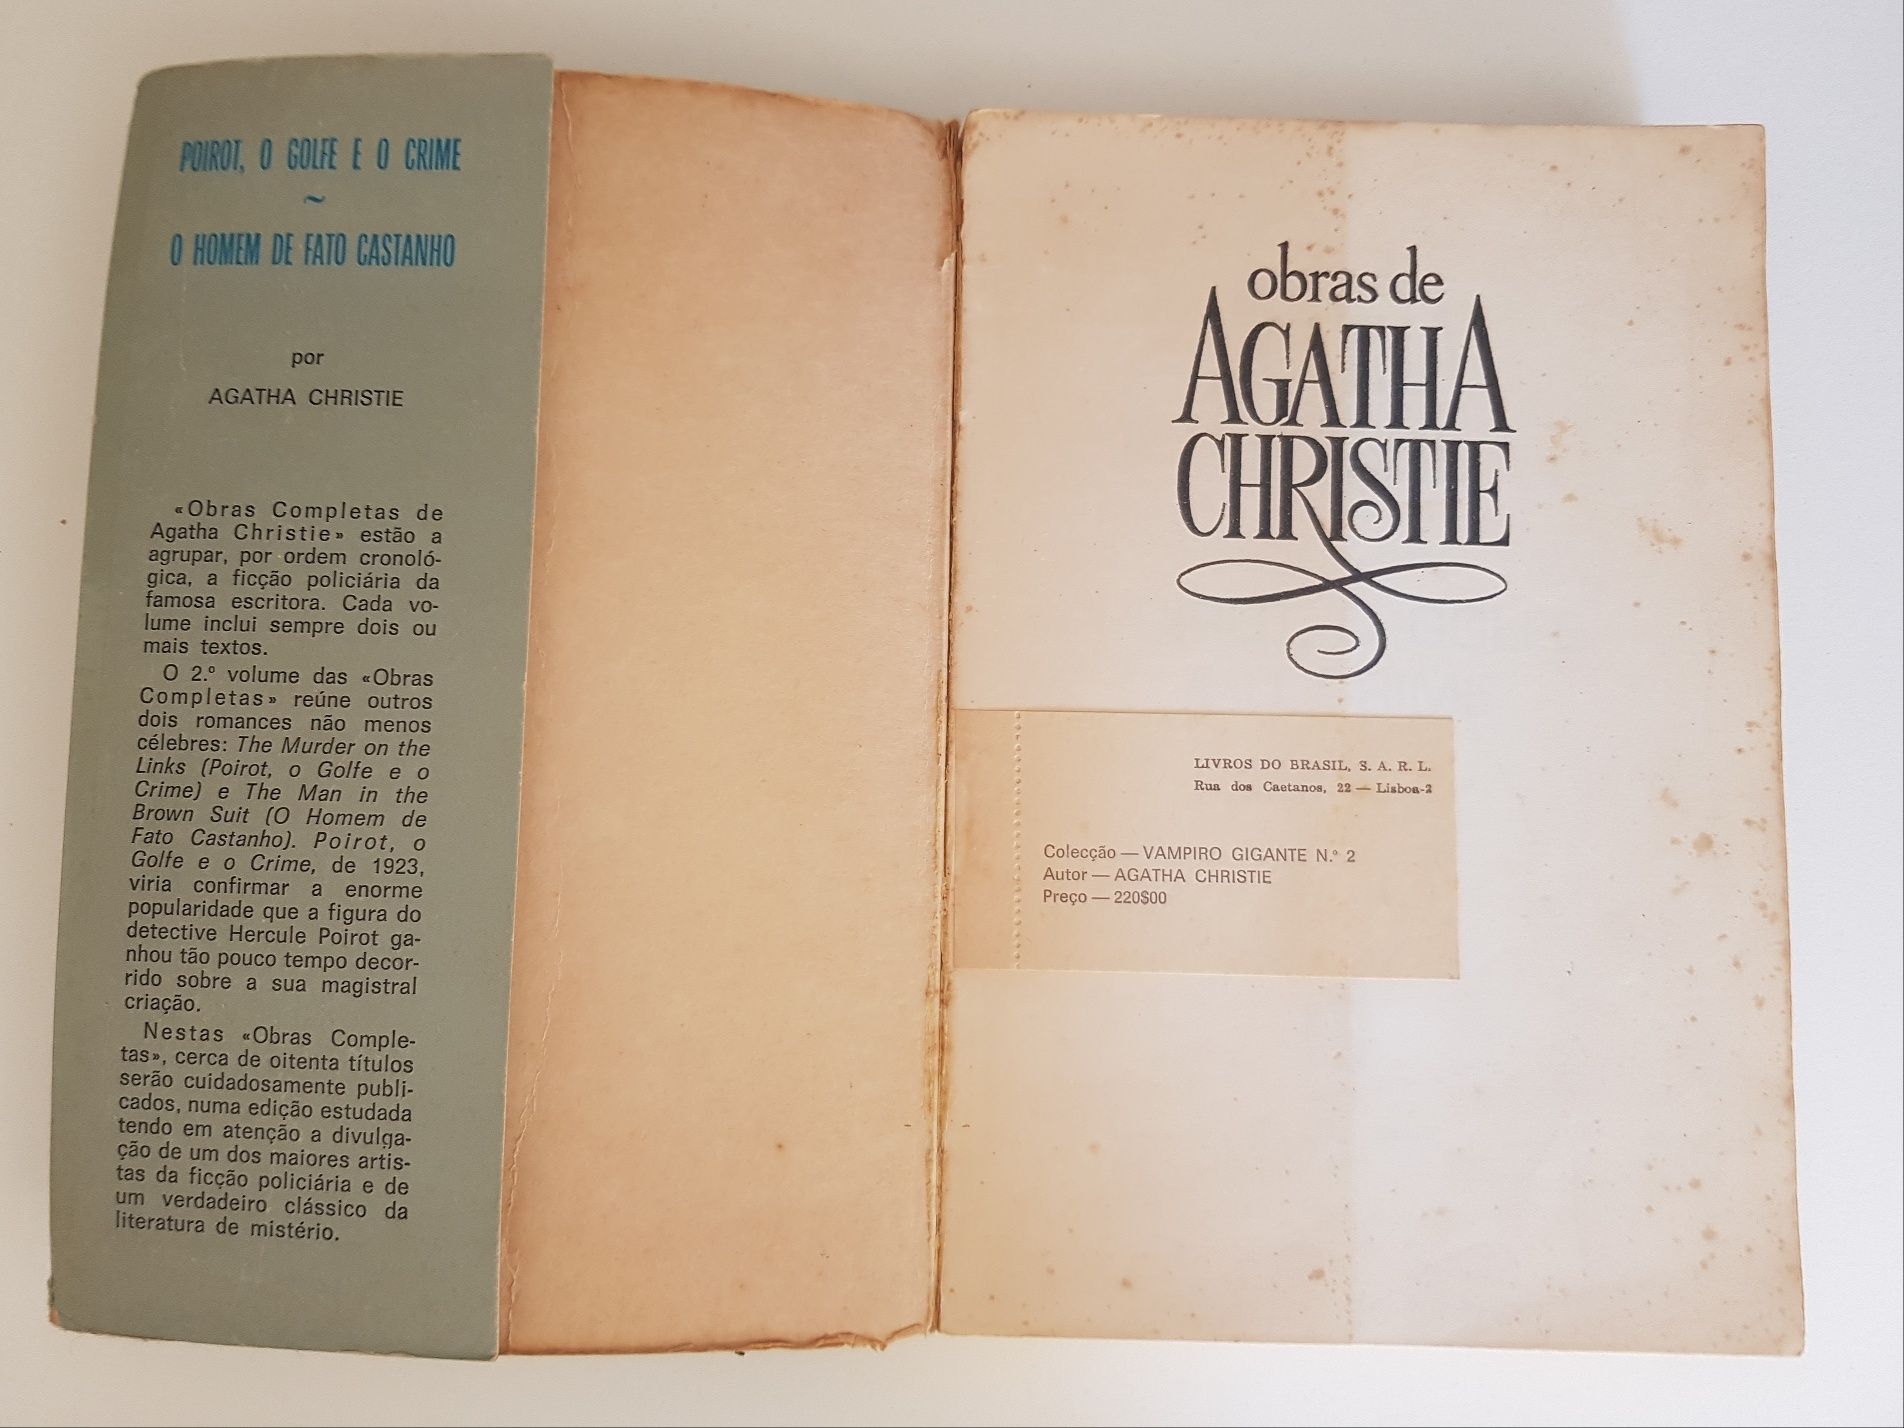 POIROT, O GOLFE E O CRIME
~
O HOMEM DE FATO CASTANHO
por
AGATHA CHRISTIE
«Obras Completas de
Agatha Christie» estão a
agrupar, por ordem cronoló-
gica, a ficção policiária da
famosa escritora. Cada vo-
lume inclui sempre dois ou
mais textos.
O 2.º volume das «Obras
Completas» reúne outros
dois romances não menos
célebres: The Murder on the
Links (Poirot, o Golfe e o
Crime) e The Man in the
Brown Suit (O Homem de
Fato Castanho). Poirot, o
Golfe e o Crime, de 1923,
viria confirmar a enorme
popularidade que a figura do
detective Hercule Poirot ga-
nhou tão pouco tempo decor-
rido sobre a sua magistral
criação.
Nestas «Obras Comple-
tas», cerca de oitenta títulos
serão cuidadosamente publi-
cados, numa edição estudada
tendo em atenção a divulga-
ção de um dos maiores artis-
tas da ficção policiária e de
um verdadeiro clássico da
literatura de mistério.
obras de
AGATHA
CHRISTIE
LIVROS DO BRASIL, S. A. R. L.
Rua dos Caetanos, 22 — Lisboa-2
Colecção — VAMPIRO GIGANTE N.º 2
Autor — AGATHA CHRISTIE
Preço — 220$00